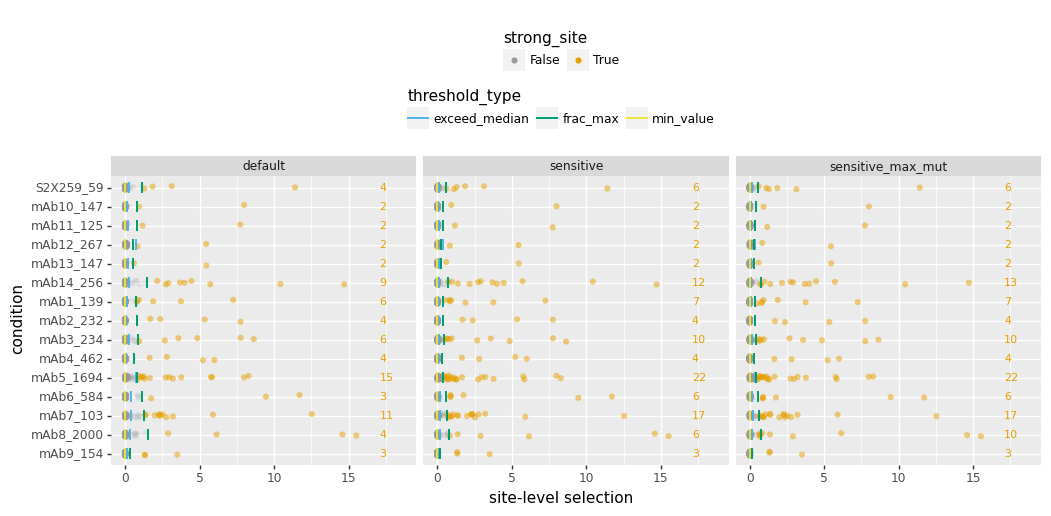 strong_site
False True
threshold_type
exceed_median frac_max min_value
default sensitive sensitive_max_mut
condition
S2X259_59 4 6 6
mAb10_147 2 2 2
mAb11_125 2 2 2
mAb12_267 2 2 2
mAb13_147 2 2 2
mAb14_256 9 12 13
mAb1_139 6 7 7
mAb2_232 4 4 4
mAb3_234 6 10 10
mAb4_462 4 4 4
mAb5_1694 15 22 22
mAb6_584 3 6 6
mAb7_103 11 17 17
mAb8_2000 4 6 10
mAb9_154 3 3 3
0 5 10 15 0 5 10 15 0 5 10 15
site-level selection